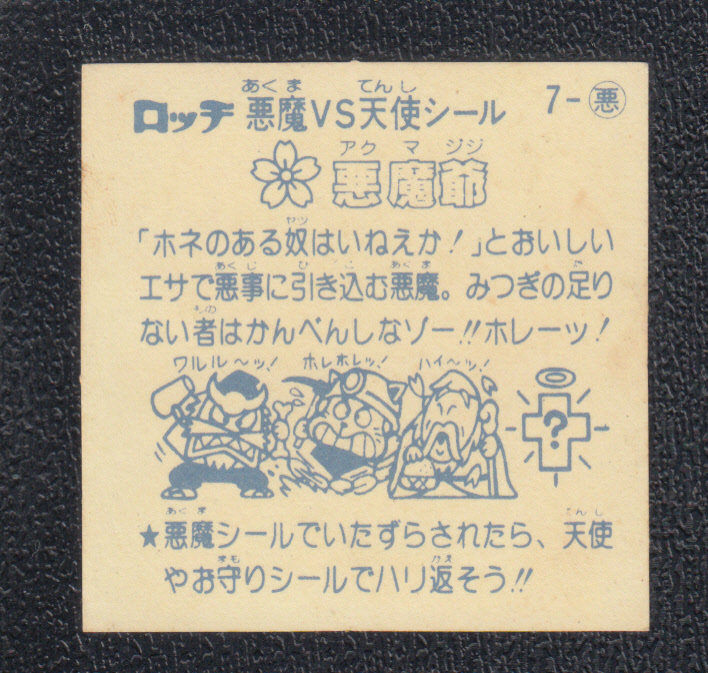 ロッチ 悪魔VS天使シール 7-悪
悪魔爺
「ホネのある奴はいねえか！」とおいしい
エサで悪事に引き込む悪魔。みつぎの足り
ない者はかんべんしなゾー!!ホレーッ！
ワルル〜ッ！ ホレホレッ！ ハイ〜ッ！
?
★悪魔シールでいたずらされたら、天使
やお守りシールでハリ返そう!!